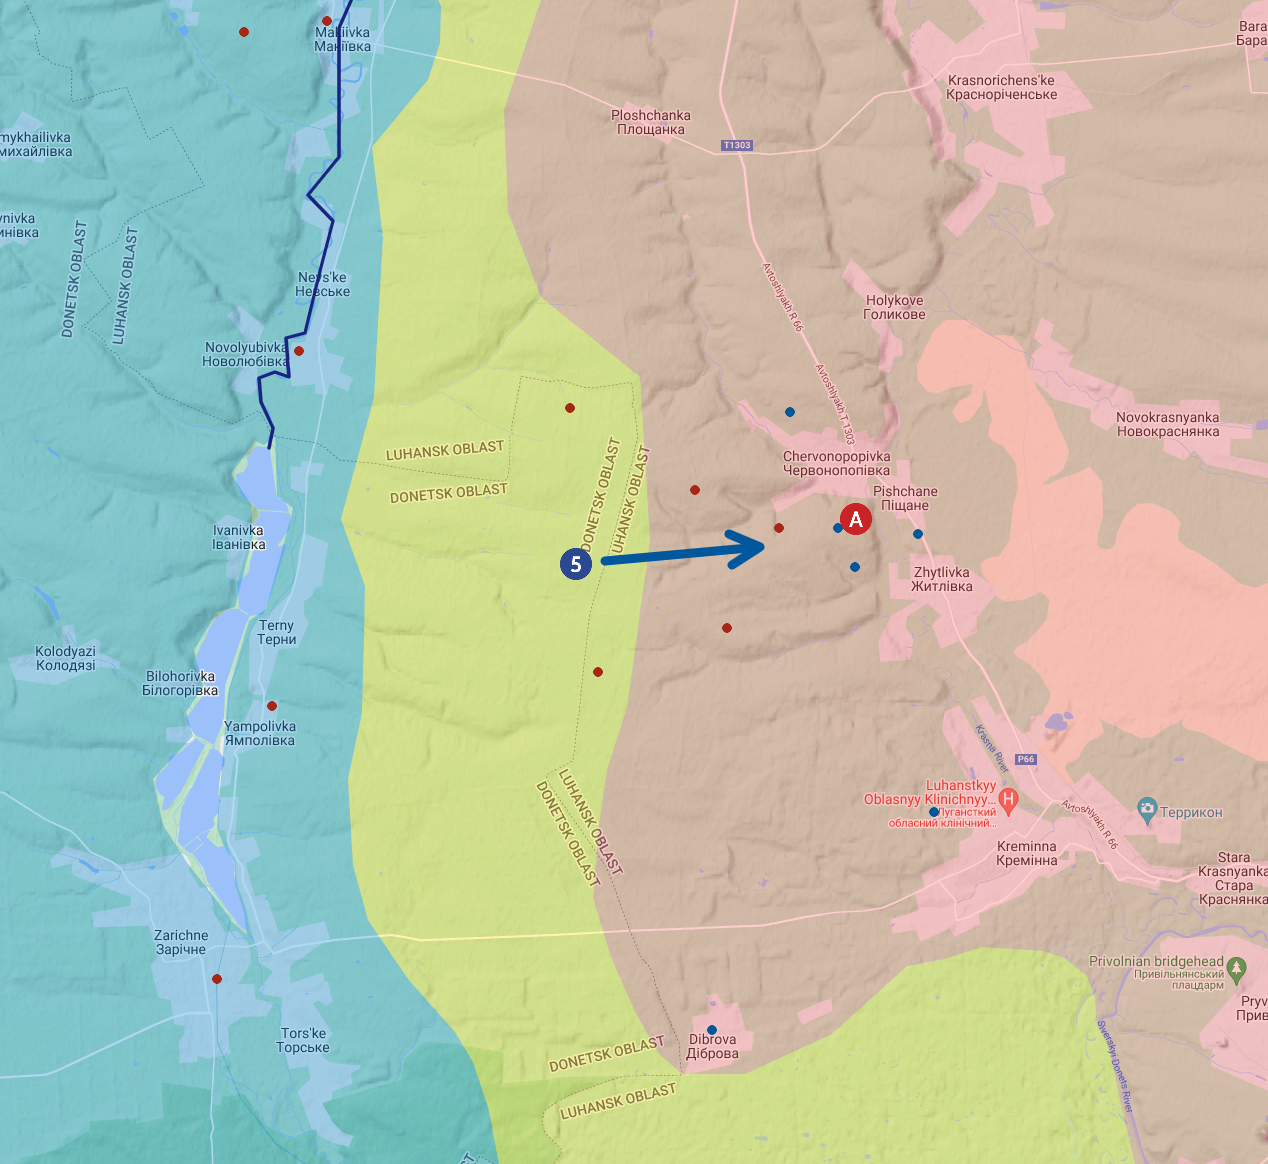 Makiivka
Макіївка
Bara
Бара
Krasnorichens'ke
Красноріченське
Ploshchanka
Площанка
mykhailivka
михайлівка
T1303
vnivka
инівка
DONETSK OBLAST
LUHANSK OBLAST
Nevs'ke
Невське
Avtoshlyakh R 66
Holykove
Голикове
Novolyubivka
Новолюбівка
Avtoshlyakh T 1303
Novokrasnyanka
Новокраснянка
LUHANSK OBLAST
DONETSK OBLAST
DONETSK OBLAST
LUHANSK OBLAST
Chervonopopivka
Червонопопівка
Pishchane
Піщане
A
Ivanivka
Іванівка
5
Zhytlivka
Житлівка
Terny
Терни
Kolodyazi
Колодязі
Bilohorivka
Білогорівка
Yampolivka
Ямполівка
Krasna River
P66
LUHANSK OBLAST
DONETSK OBLAST
Luhanstkyy
Oblasnyy Klinichnyy...
Лугансткий
обласний клінічний...
H
Avtoshlyakh R 66
Террикон
Kreminna
Кремінна
Stara
Krasnyanka
Стара
Краснянка
Zarichne
Зарічне
Privolnian bridgehead
Привільнянський
плацдарм
Pryv
Прив
Siverskyi Donets River
Tors'ke
Торське
Dibrova
Діброва
DONETSK OBLAST
LUHANSK OBLAST